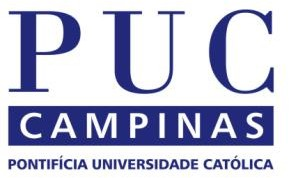 PUC
CAMPINAS
PONTIFÍCIA UNIVERSIDADE CATÓLICA